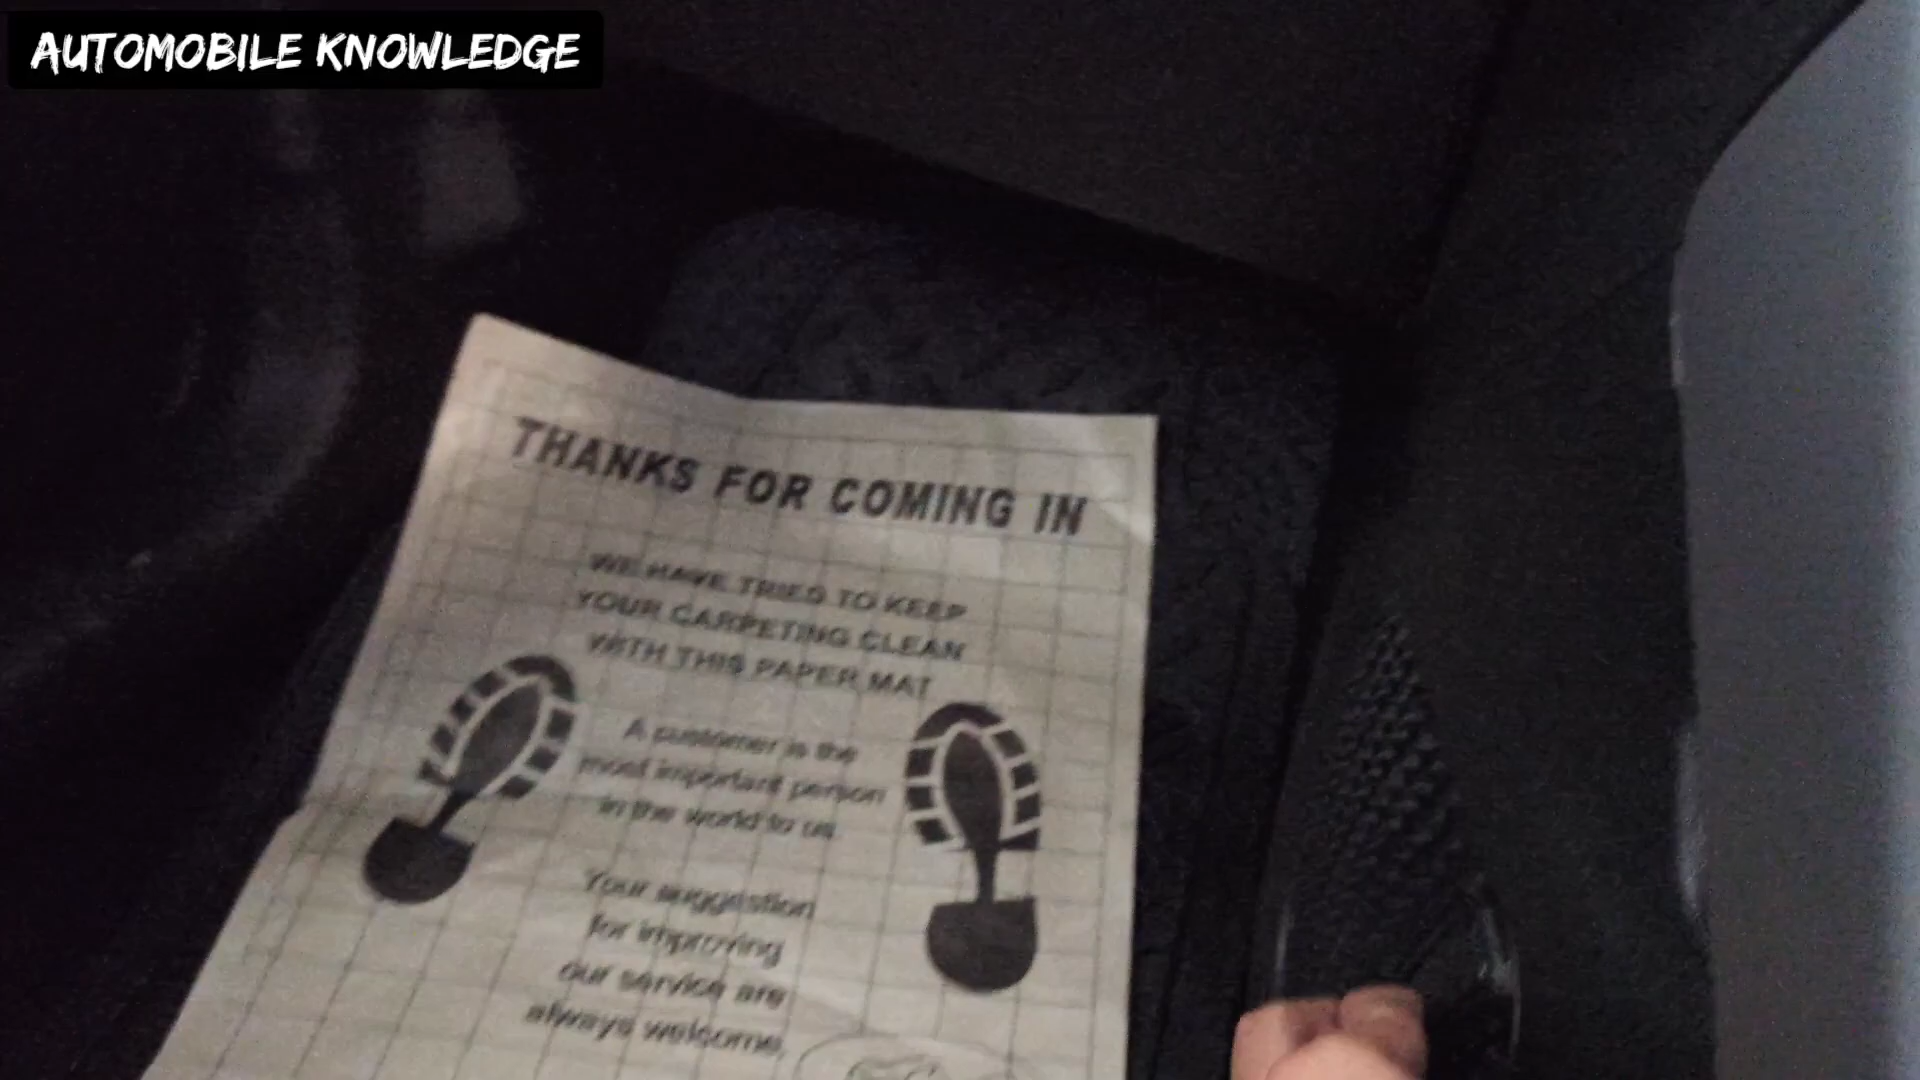 AUTOMOBILE KNOWLEDGE
THANKS FOR COMING IN
WE HAVE TRIED TO KEEP
YOUR CARPETING CLEAN
WITH THIS PAPER MAT
A customer is the
most important person
in the world to us
Your suggestion
for improving
our service are
always welcome.